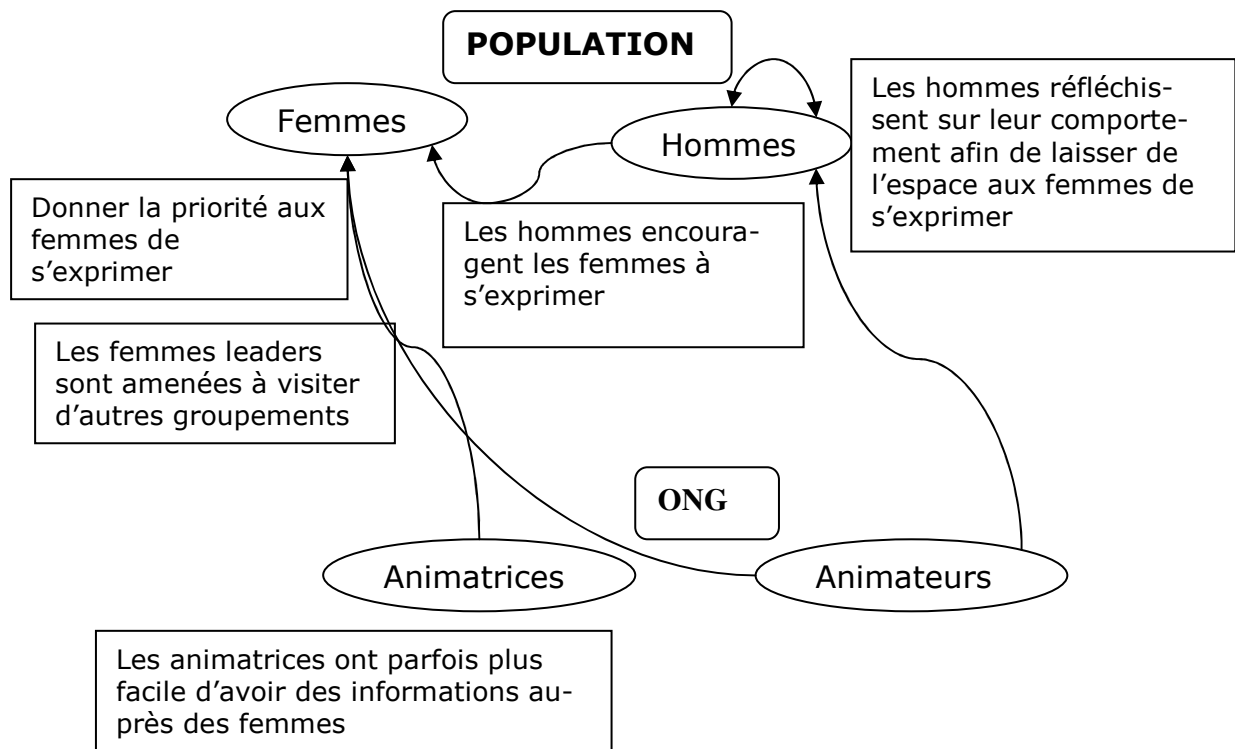 POPULATION
Femmes
Hommes
Les hommes réfléchis-
sent sur leur comporte-
ment afin de laisser de
l’espace aux femmes de
s’exprimer
Donner la priorité aux
femmes de
s’exprimer
Les hommes encoura-
gent les femmes à
s’exprimer
Les femmes leaders
sont amenées à visiter
d’autres groupements
ONG
Animatrices
Animateurs
Les animatrices ont parfois plus
facile d’avoir des informations au-
près des femmes